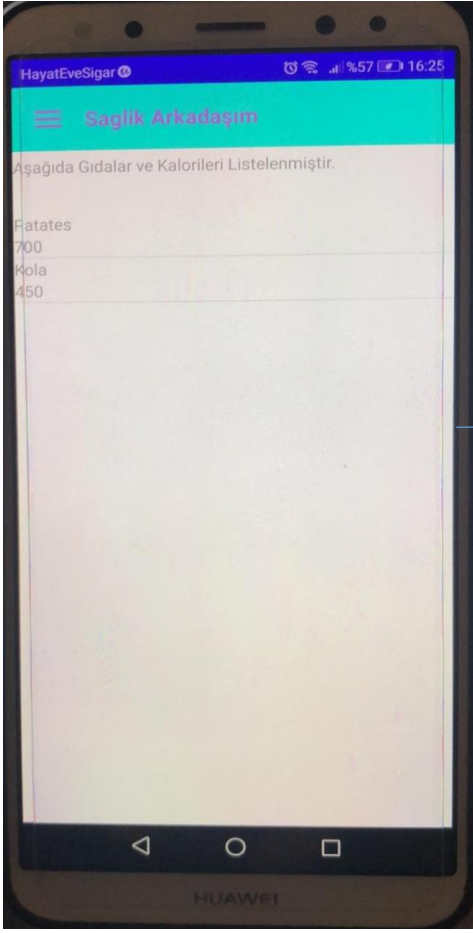 HayatEveSigar %57 16:25
Saglik Arkadaşım
Aşağıda Gıdalar ve Kalorileri Listelenmiştir.
Patates
700
Kola
450
HUAWEI